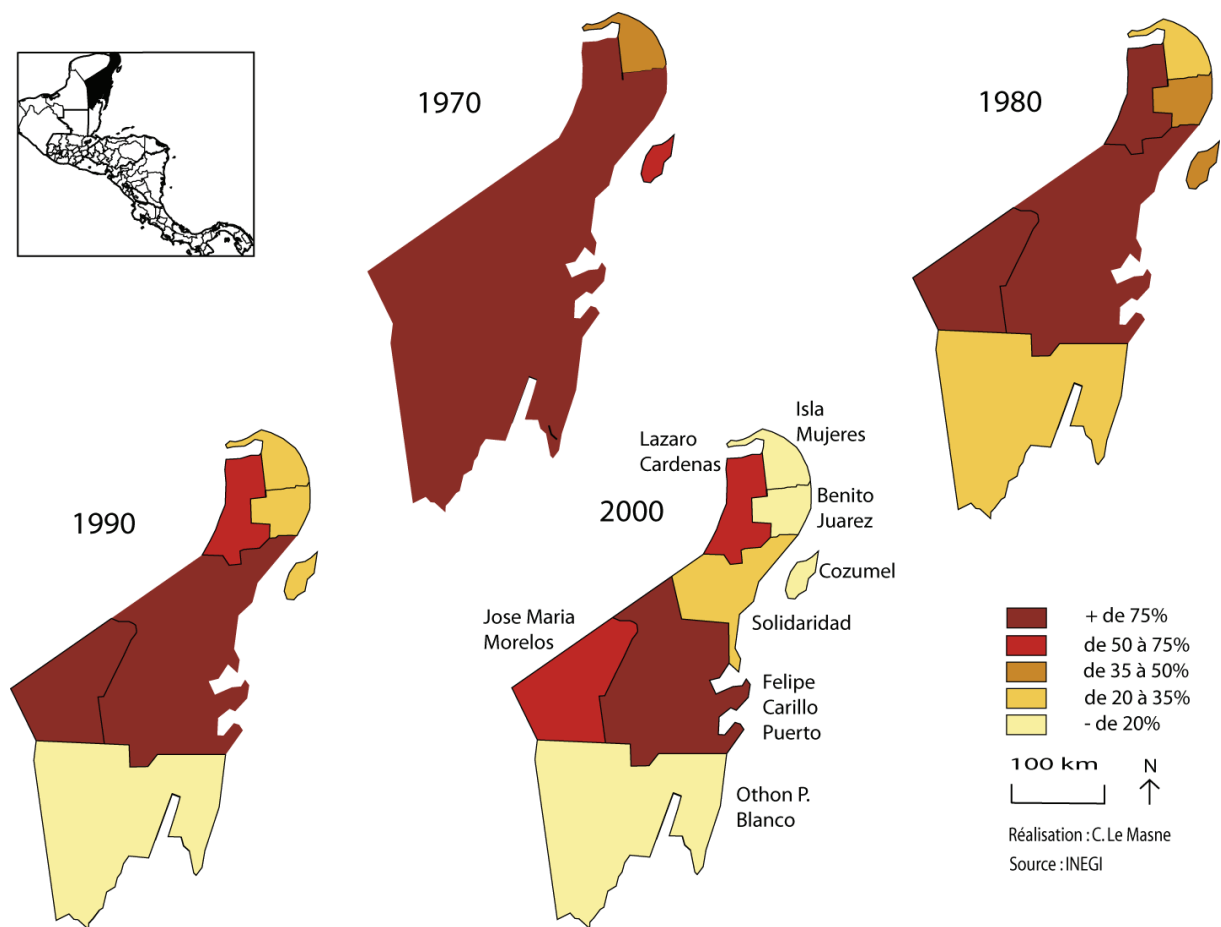 1970
1980
1990
2000
Isla
Mujeres
Lazaro
Cardenas
Benito
Juarez
Cozumel
Solidaridad
Jose Maria
Morelos
Felipe
Carillo
Puerto
Othon P.
Blanco
+ de 75%
de 50 à 75%
de 35 à 50%
de 20 à 35%
- de 20%
100 km
N
Réalisation : C. Le Masne
Source : INEGI